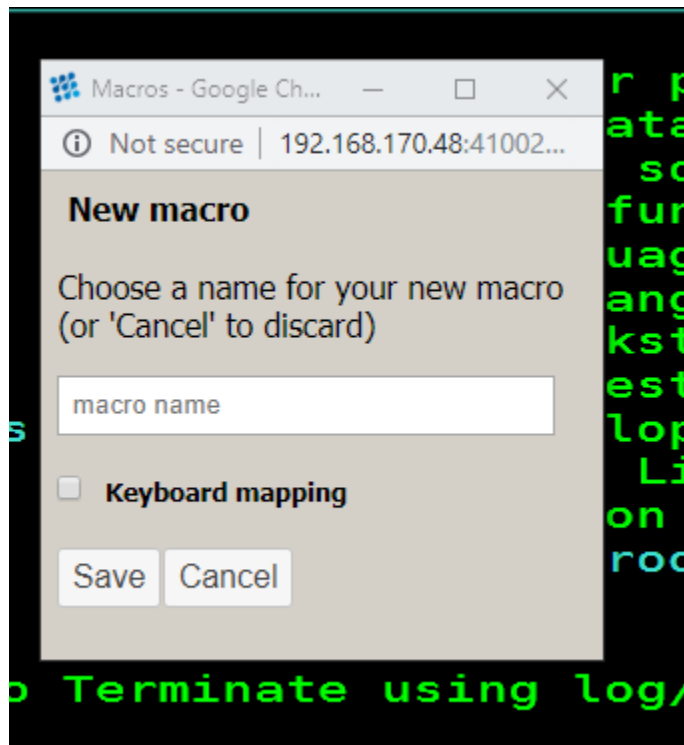 Macros - Google Ch...
Not secure | 192.168.170.48:41002...
New macro
Choose a name for your new macro
(or 'Cancel' to discard)
macro name
Keyboard mapping
Save Cancel
Terminate using log/